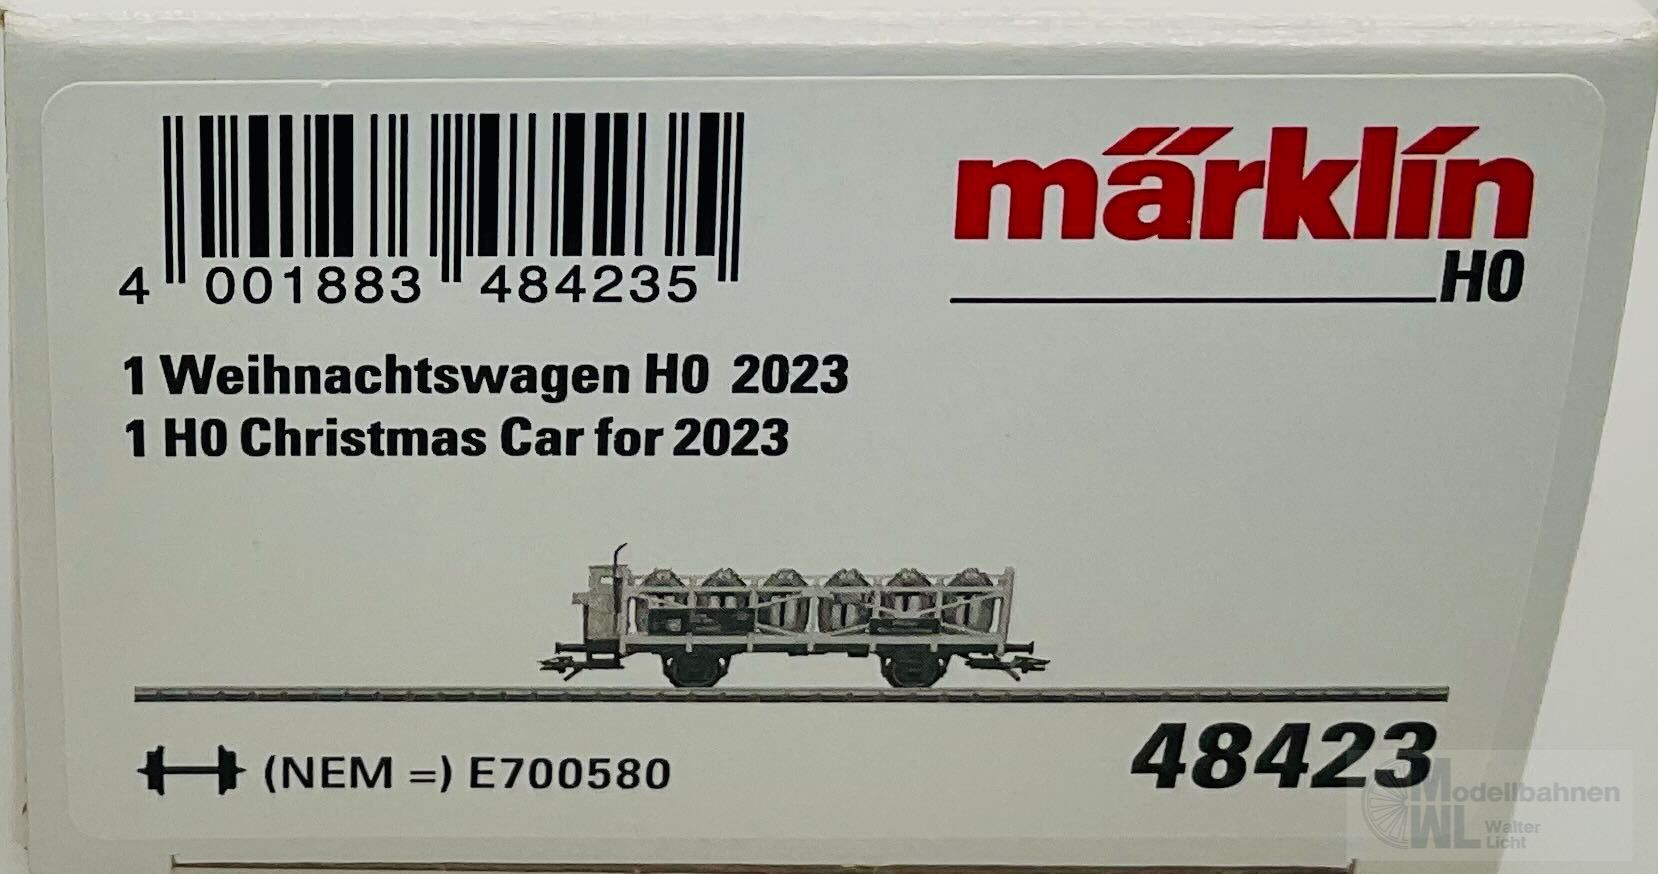 märklín
H0
4 001883 484235
1 Weihnachtswagen H0 2023
1 H0 Christmas Car for 2023
(NEM =) E700580
48423
Modellbahnen
WL Walter
Licht